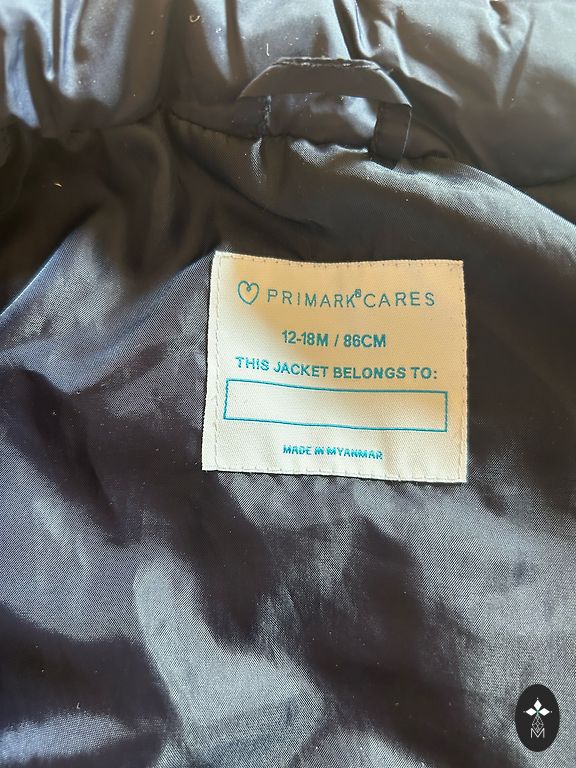 PRIMARK® CARES
12-18M / 86CM
THIS JACKET BELONGS TO:
MADE IN MYANMAR
M